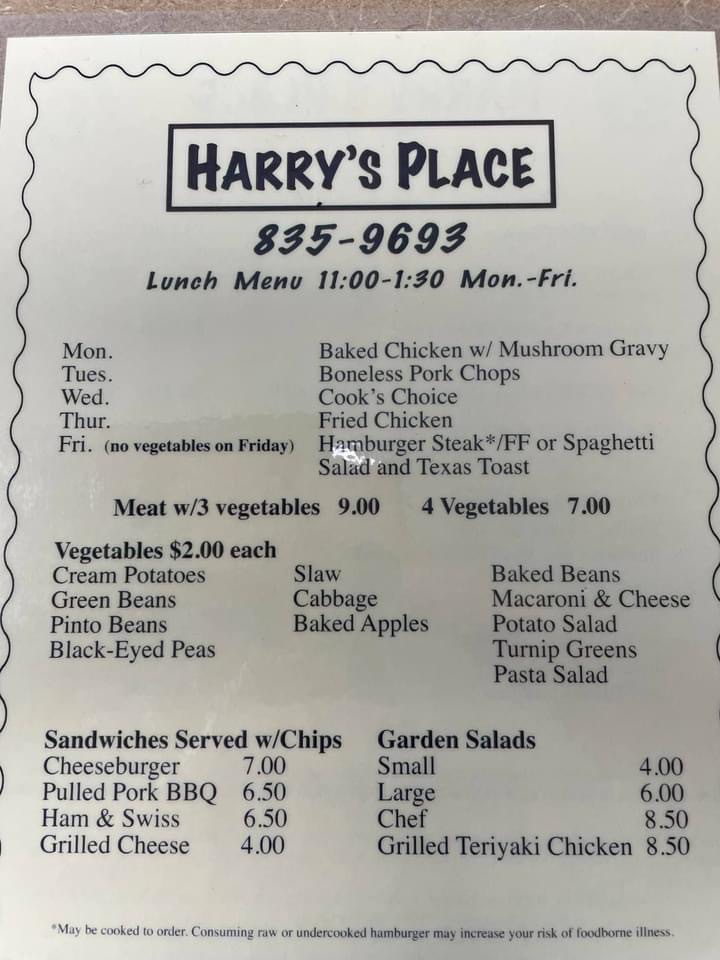 HARRY'S PLACE
835-9693
Lunch Menu 11:00-1:30 Mon.-Fri.
Mon. Baked Chicken w/ Mushroom Gravy
Tues. Boneless Pork Chops
Wed. Cook's Choice
Thur. Fried Chicken
Fri. (no vegetables on Friday) Hamburger Steak*/FF or Spaghetti
Salad and Texas Toast
Meat w/3 vegetables 9.00 4 Vegetables 7.00
Vegetables $2.00 each
Cream Potatoes Slaw Baked Beans
Green Beans Cabbage Macaroni & Cheese
Pinto Beans Baked Apples Potato Salad
Black-Eyed Peas Turnip Greens
Pasta Salad
Sandwiches Served w/Chips Garden Salads
Cheeseburger 7.00 Small 4.00
Pulled Pork BBQ 6.50 Large 6.00
Ham & Swiss 6.50 Chef 8.50
Grilled Cheese 4.00 Grilled Teriyaki Chicken 8.50
*May be cooked to order. Consuming raw or undercooked hamburger may increase your risk of foodborne illness.